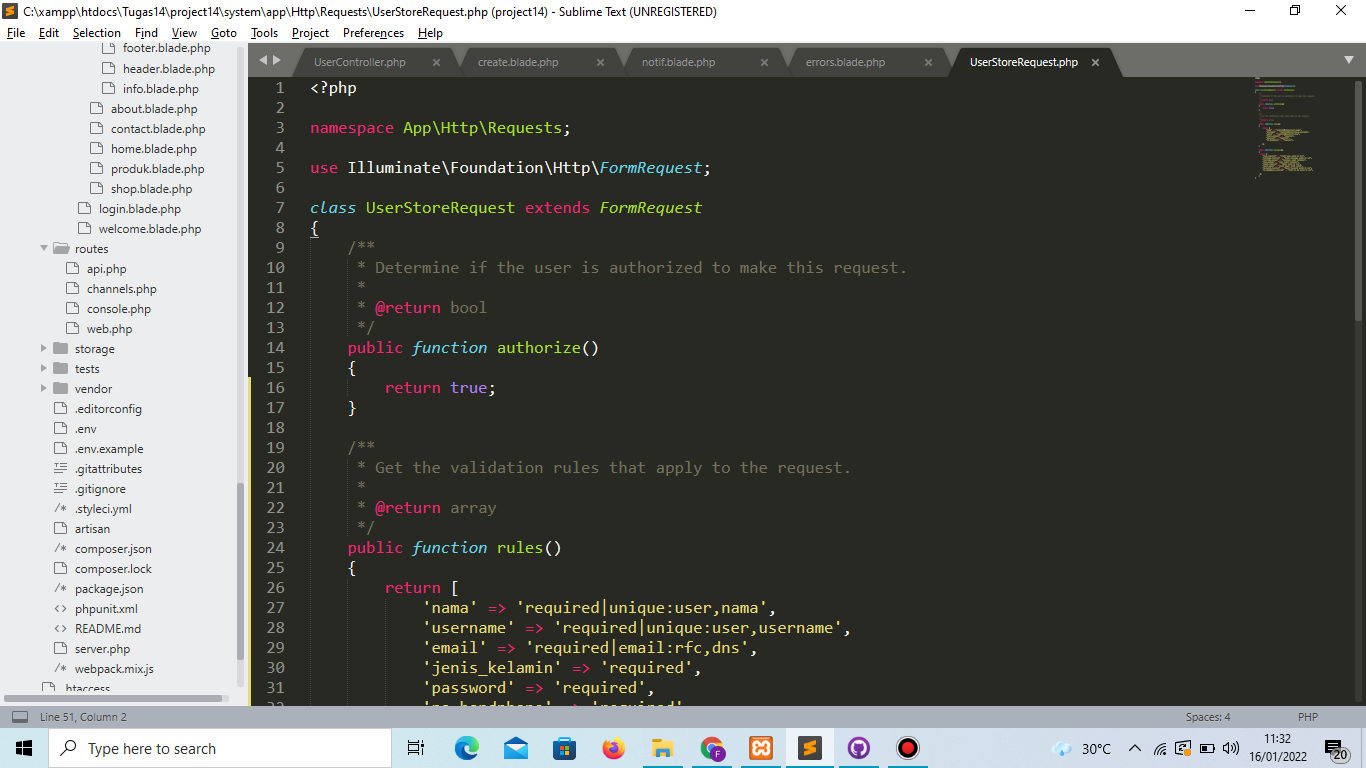 C:\xampp\htdocs\Tugas14\project14\system\app\Http\Requests\UserStoreRequest.php (project14) - Sublime Text (UNREGISTERED)
File Edit Selection Find View Goto Tools Project Preferences Help
footer.blade.php
header.blade.php
info.blade.php
about.blade.php
contact.blade.php
home.blade.php
produk.blade.php
shop.blade.php
login.blade.php
welcome.blade.php
routes
api.php
channels.php
console.php
web.php
storage
tests
vendor
.editorconfig
.env
.env.example
.gitattributes
.gitignore
.styleci.yml
artisan
composer.json
composer.lock
package.json
phpunit.xml
README.md
server.php
webpack.mix.js
.htaccess
UserController.php create.blade.php notif.blade.php errors.blade.php UserStoreRequest.php
1 <?php
2
3 namespace App\Http\Requests;
4
5 use Illuminate\Foundation\Http\FormRequest;
6
7 class UserStoreRequest extends FormRequest
8 {
9 /**
10 * Determine if the user is authorized to make this request.
11 *
12 * @return bool
13 */
14 public function authorize()
15 {
16 return true;
17 }
18
19 /**
20 * Get the validation rules that apply to the request.
21 *
22 * @return array
23 */
24 public function rules()
25 {
26 return [
27 'nama' => 'required|unique:user,nama',
28 'username' => 'required|unique:user,username',
29 'email' => 'required|email:rfc,dns',
30 'jenis_kelamin' => 'required',
31 'password' => 'required',
32 'no_handphone' => 'required',
Line 51, Column 2 Spaces: 4 PHP
Type here to search
30°C
11:32
16/01/2022
20